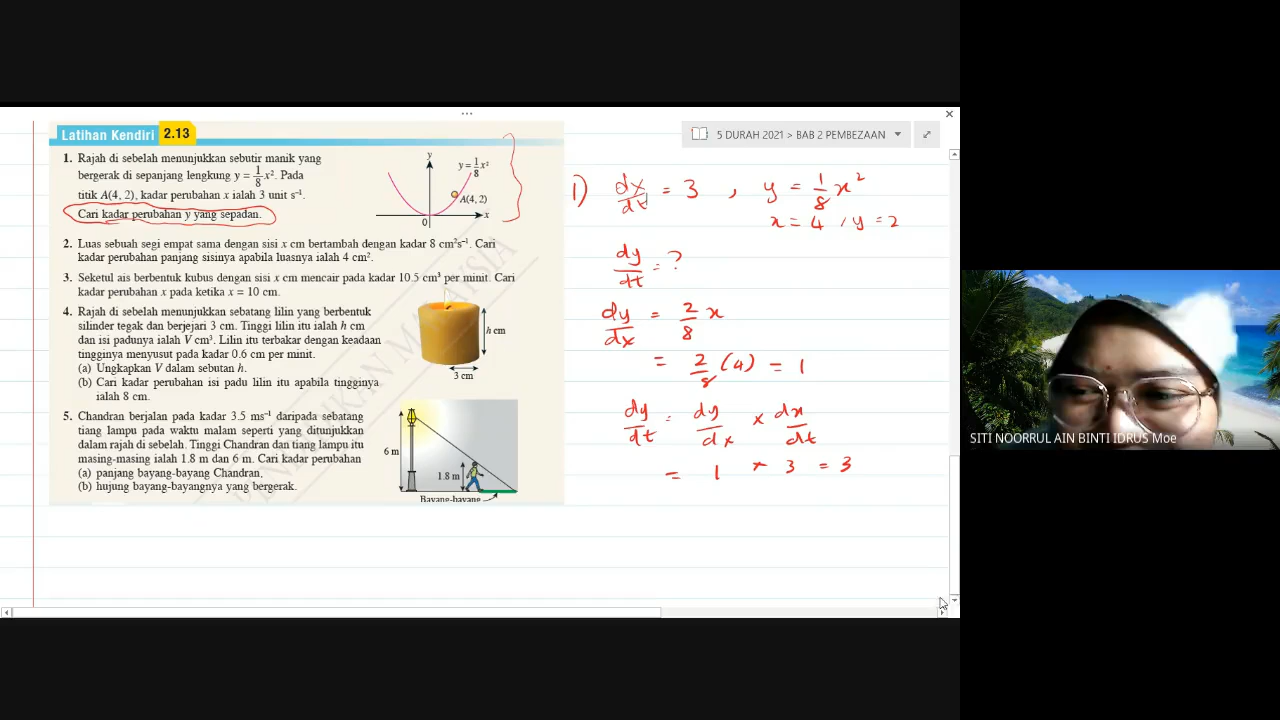 Latihan Kendiri 2.13
5 DURAH 2021 > BAB 2 PEMBEZAAN
1. Rajah di sebelah menunjukkan sebutir manik yang
bergerak di sepanjang lengkung y = 1/8 x². Pada
titik A(4, 2), kadar perubahan x ialah 3 unit s⁻¹.
Cari kadar perubahan y yang sepadan.
y
y = 1/8 x²
A(4, 2)
0
x
2. Luas sebuah segi empat sama dengan sisi x cm bertambah dengan kadar 8 cm²s⁻¹. Cari
kadar perubahan panjang sisinya apabila luasnya ialah 4 cm².
3. Seketul ais berbentuk kubus dengan sisi x cm mencair pada kadar 10.5 cm³ per minit. Cari
kadar perubahan x pada ketika x = 10 cm.
4. Rajah di sebelah menunjukkan sebatang lilin yang berbentuk
silinder tegak dan berjejari 3 cm. Tinggi lilin itu ialah h cm
dan isi padunya ialah V cm³. Lilin itu terbakar dengan keadaan
tingginya menyusut pada kadar 0.6 cm per minit.
(a) Ungkapkan V dalam sebutan h.
(b) Cari kadar perubahan isi padu lilin itu apabila tingginya
ialah 8 cm.
h cm
3 cm
5. Chandran berjalan pada kadar 3.5 ms⁻¹ daripada sebatang
tiang lampu pada waktu malam seperti yang ditunjukkan
dalam rajah di sebelah. Tinggi Chandran dan tiang lampu itu
masing-masing ialah 1.8 m dan 6 m. Cari kadar perubahan
(a) panjang bayang-bayang Chandran,
(b) hujung bayang-bayangnya yang bergerak.
6 m
1.8 m
Bayang-bayang
1) dx/dt = 3 , y = 1/8 x²
x = 4 , y = 2
dy/dt = ?
dy/dx = 2/8 x
= 2/8 (4) = 1
dy/dt = dy/dx × dx/dt
= 1 × 3 = 3
SITI NOORRUL AIN BINTI IDRUS Moe